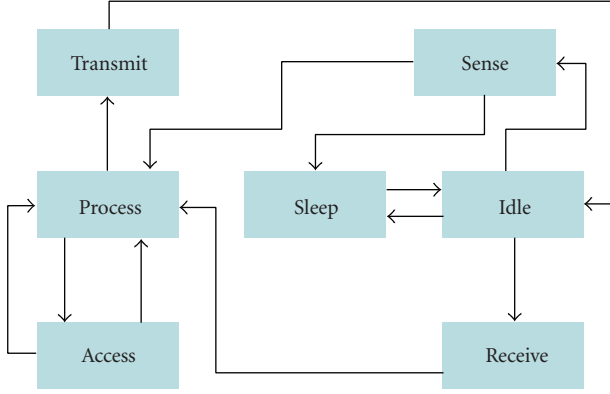 Transmit
Sense
Process
Sleep
Idle
Access
Receive